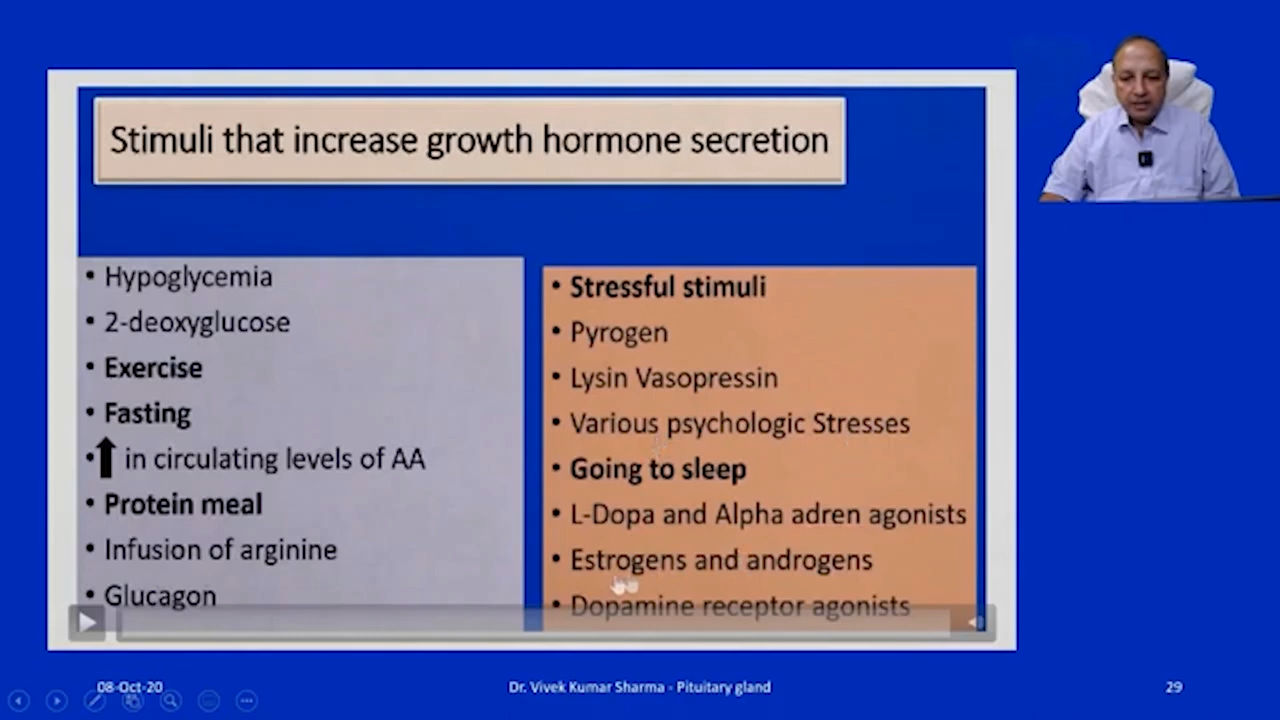 Stimuli that increase growth hormone secretion
• Hypoglycemia
• 2-deoxyglucose
• Exercise
• Fasting
•⬆ in circulating levels of AA
• Protein meal
• Infusion of arginine
• Glucagon
• Stressful stimuli
• Pyrogen
• Lysin Vasopressin
• Various psychologic Stresses
• Going to sleep
• L-Dopa and Alpha adren agonists
• Estrogens and androgens
• Dopamine receptor agonists
08-Oct-20
Dr. Vivek Kumar Sharma - Pituitary gland
29